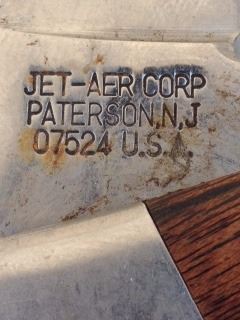 JET-AER CORP
PATERSON,N,J
07524 U.S.A.